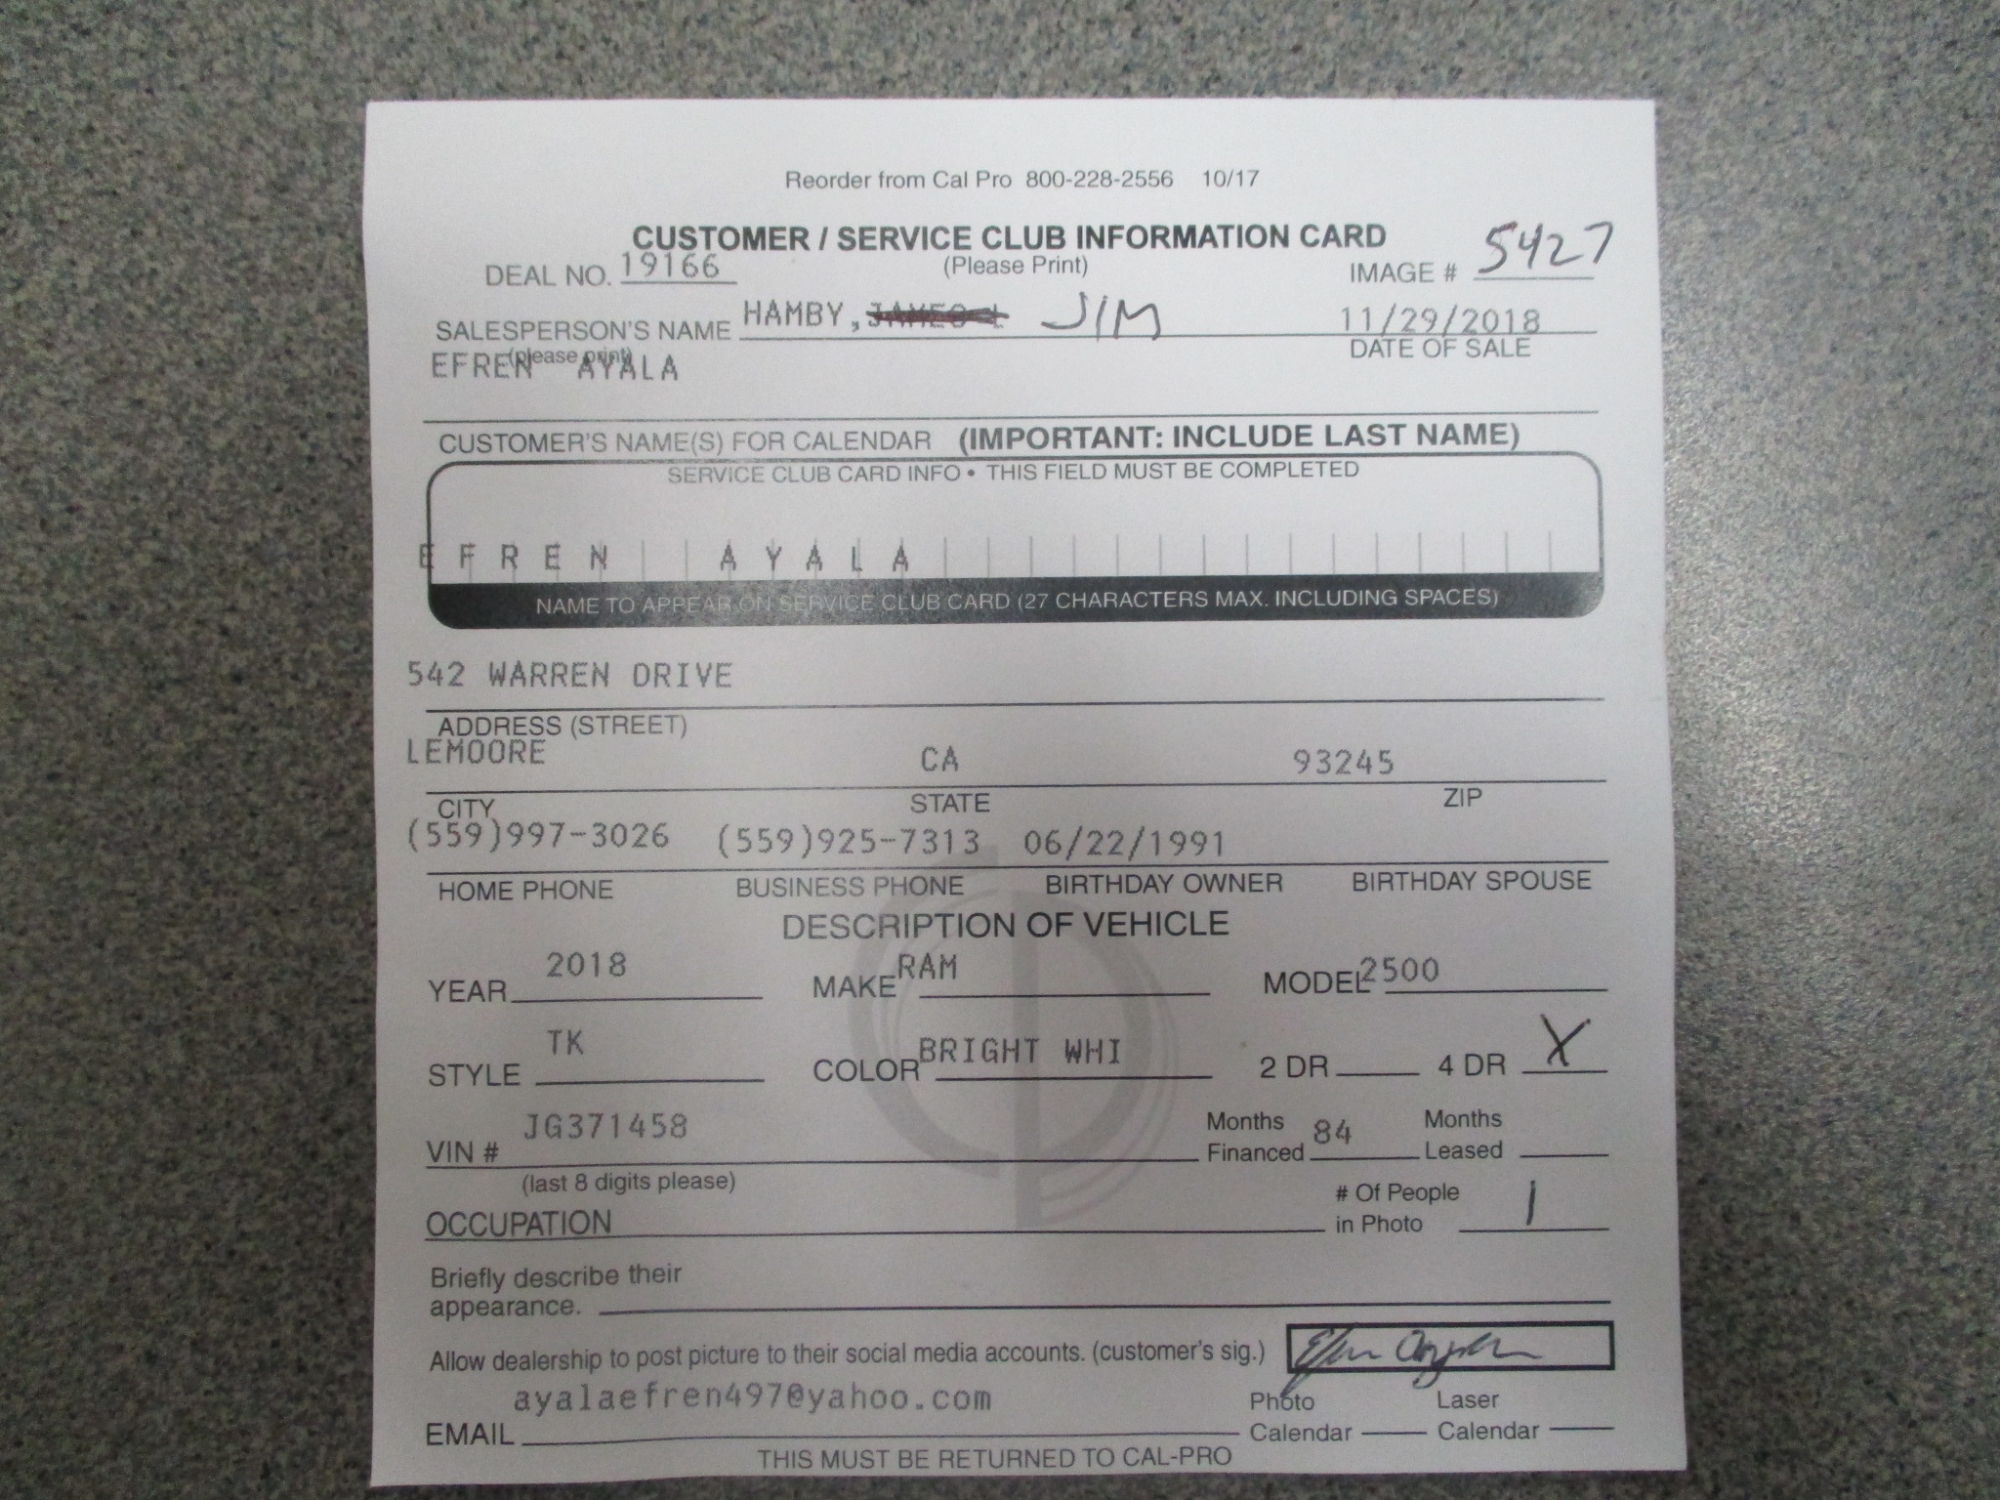 Reorder from Cal Pro 800-228-2556 10/17
CUSTOMER / SERVICE CLUB INFORMATION CARD
DEAL NO. 19166 (Please Print) IMAGE # 5427
SALESPERSON'S NAME HAMBY, JIM 11/29/2018
(please print) DATE OF SALE
EFREN AYALA
CUSTOMER'S NAME(S) FOR CALENDAR (IMPORTANT: INCLUDE LAST NAME)
SERVICE CLUB CARD INFO • THIS FIELD MUST BE COMPLETED
EFREN AYALA
NAME TO APPEAR ON SERVICE CLUB CARD (27 CHARACTERS MAX. INCLUDING SPACES)
542 WARREN DRIVE
ADDRESS (STREET)
LEMOORE CA 93245
CITY STATE ZIP
(559)997-3026 (559)925-7313 06/22/1991
HOME PHONE BUSINESS PHONE BIRTHDAY OWNER BIRTHDAY SPOUSE
DESCRIPTION OF VEHICLE
YEAR 2018 MAKE RAM MODEL 2500
STYLE TK COLOR BRIGHT WHI 2 DR 4 DR X
VIN # JG371458 Months Financed 84 Months Leased
(last 8 digits please)
OCCUPATION # Of People in Photo 1
Briefly describe their
appearance.
Allow dealership to post picture to their social media accounts. (customer's sig.)
ayalaefren497@yahoo.com
EMAIL Photo Calendar Laser Calendar
THIS MUST BE RETURNED TO CAL-PRO